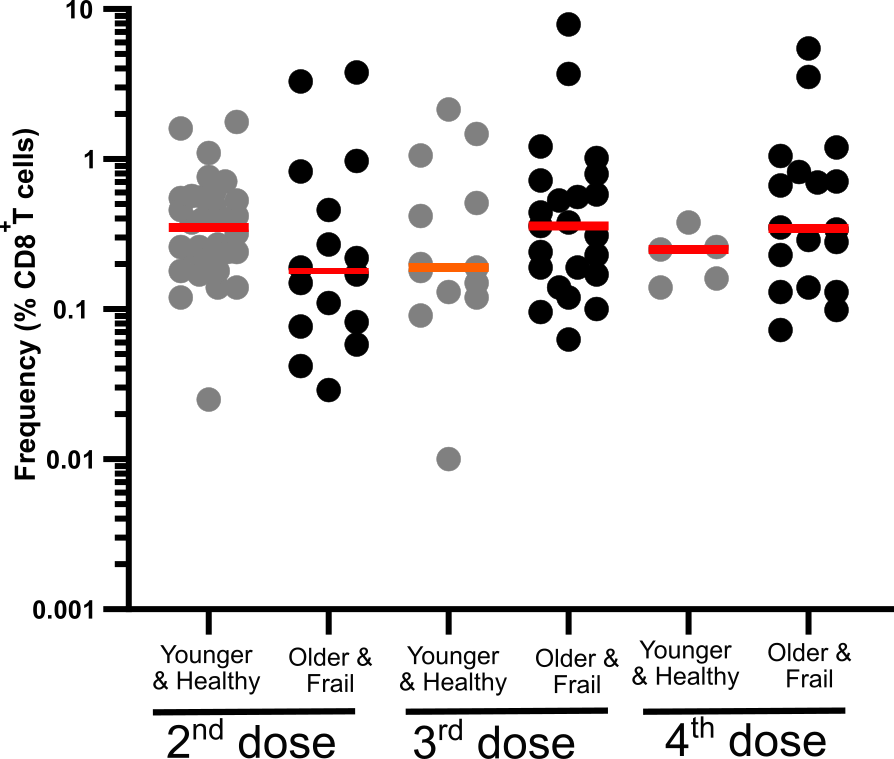 Frequency (% CD8⁺T cells)
10
1
0.1
0.01
0.001
Younger
& Healthy
Older &
Frail
Younger
& Healthy
Older &
Frail
Younger
& Healthy
Older &
Frail
2nd dose
3rd dose
4th dose